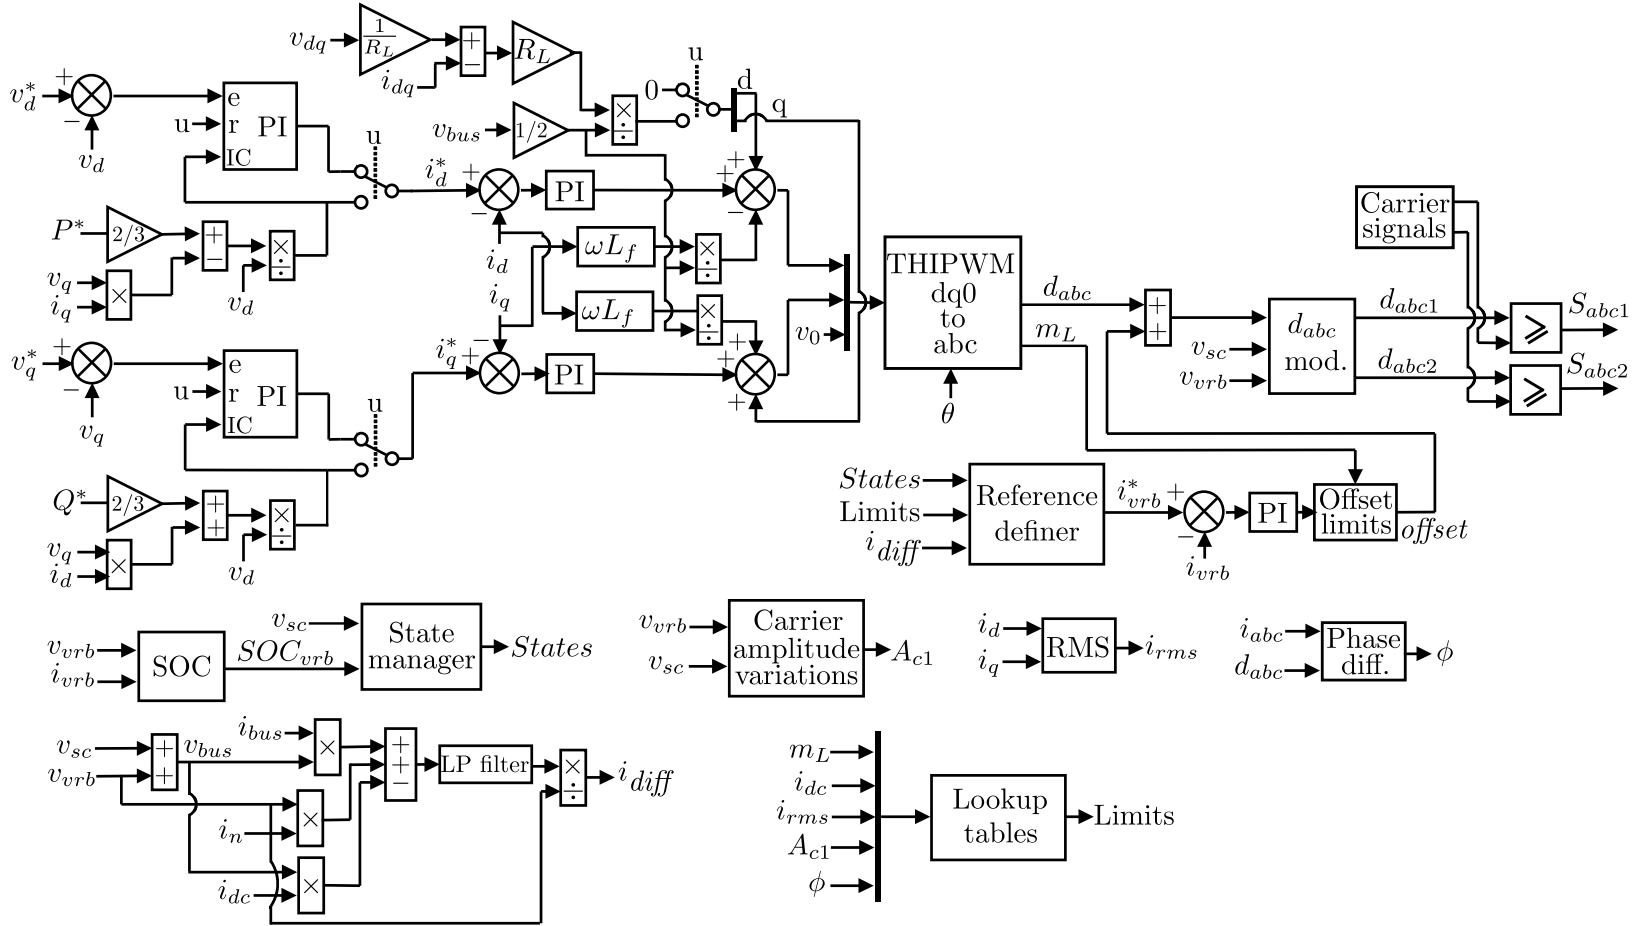 v_dq
1/R_L
+
−
i_dq
R_L
u
0
d
q
v_d^*
+
−
v_d
e
u
r
PI
IC
u
v_bus
1/2
×
÷
i_d^*
+
−
PI
+
+
−
i_d
P^*
2/3
+
−
×
÷
v_q
i_q
×
v_d
ωL_f
×
÷
i_q
ωL_f
×
÷
v_0
THIPWM
dq0
to
abc
θ
d_abc
m_L
+
+
Carrier
signals
v_sc
v_vrb
d_abc
mod.
d_abc1
d_abc2
⩾
S_abc1
⩾
S_abc2
v_q^*
+
−
v_q
e
u
r
PI
IC
u
i_q^*
+
−
PI
+
+
+
Q^*
2/3
+
+
×
÷
v_q
i_d
×
v_d
States
Limits
i_diff
Reference
definer
i_vrb^*
+
−
i_vrb
PI
Offset
limits
offset
v_vrb
i_vrb
SOC
SOC_vrb
v_sc
State
manager
States
v_vrb
v_sc
Carrier
amplitude
variations
A_c1
i_d
i_q
RMS
i_rms
i_abc
d_abc
Phase
diff.
ϕ
v_sc
v_vrb
+
+
v_bus
i_bus
×
i_n
×
i_dc
×
+
+
−
LP filter
×
÷
i_diff
m_L
i_dc
i_rms
A_c1
ϕ
Lookup
tables
Limits